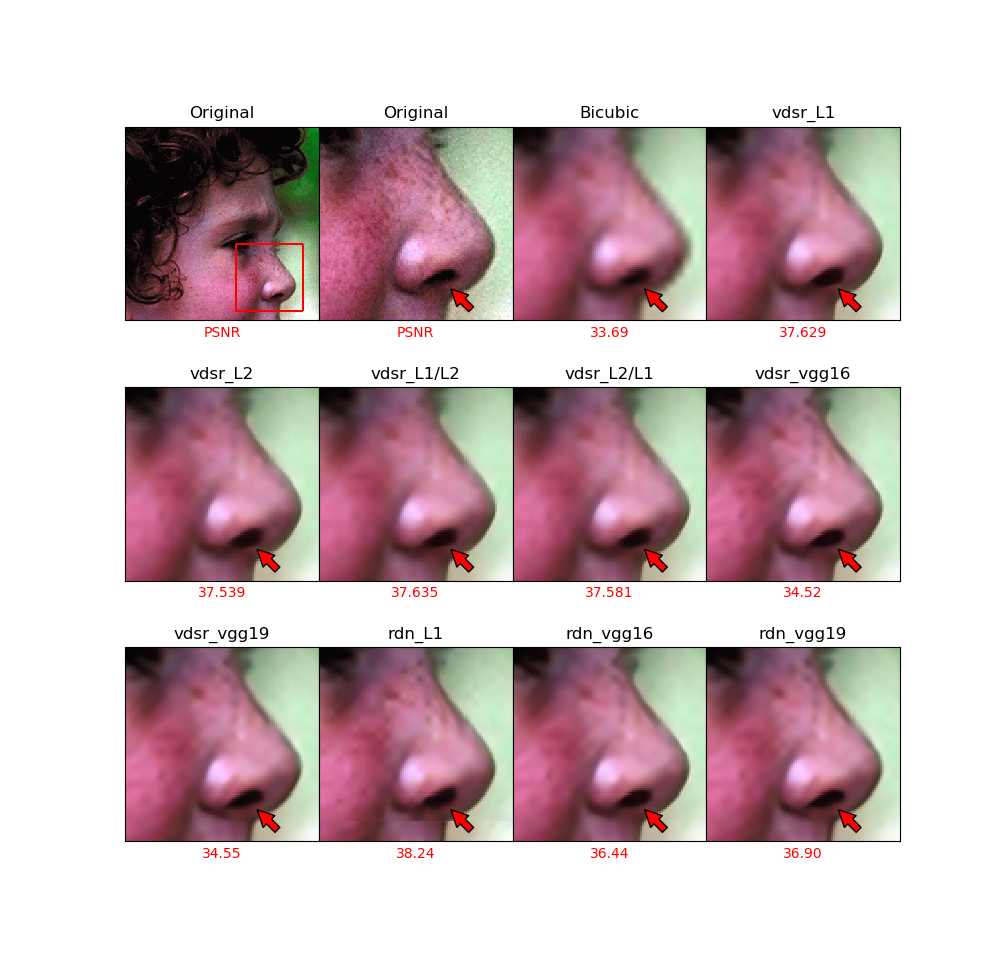 Original Original Bicubic vdsr_L1
PSNR PSNR 33.69 37.629
vdsr_L2 vdsr_L1/L2 vdsr_L2/L1 vdsr_vgg16
37.539 37.635 37.581 34.52
vdsr_vgg19 rdn_L1 rdn_vgg16 rdn_vgg19
34.55 38.24 36.44 36.90